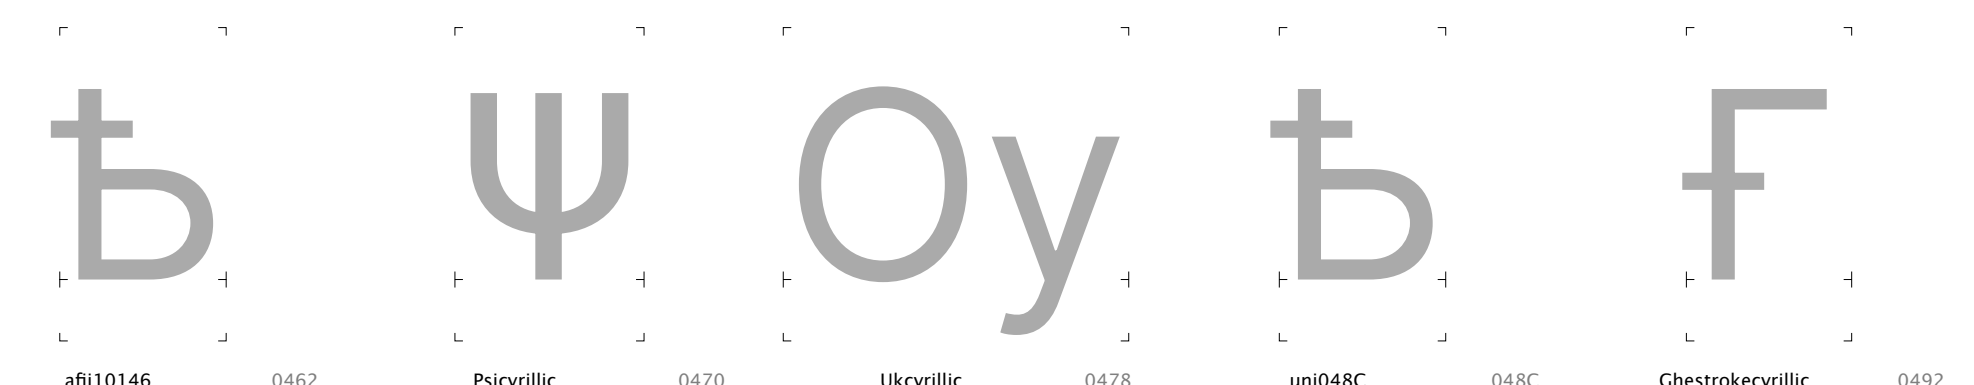 Ѣ Ѱ Ѹ Ҍ Ғ
afii10146 0462 Psicyrillic 0470 Ukcyrillic 0478 uni048C 048C Ghestrokecyrillic 0492